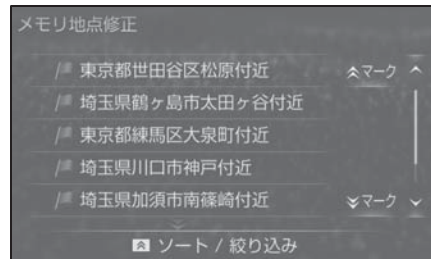 メモリ地点修正
東京都世田谷区松原付近
マーク
埼玉県鶴ヶ島市太田ヶ谷付近
東京都練馬区大泉町付近
埼玉県川口市神戸付近
埼玉県加須市南篠崎付近
マーク
ソート / 絞り込み